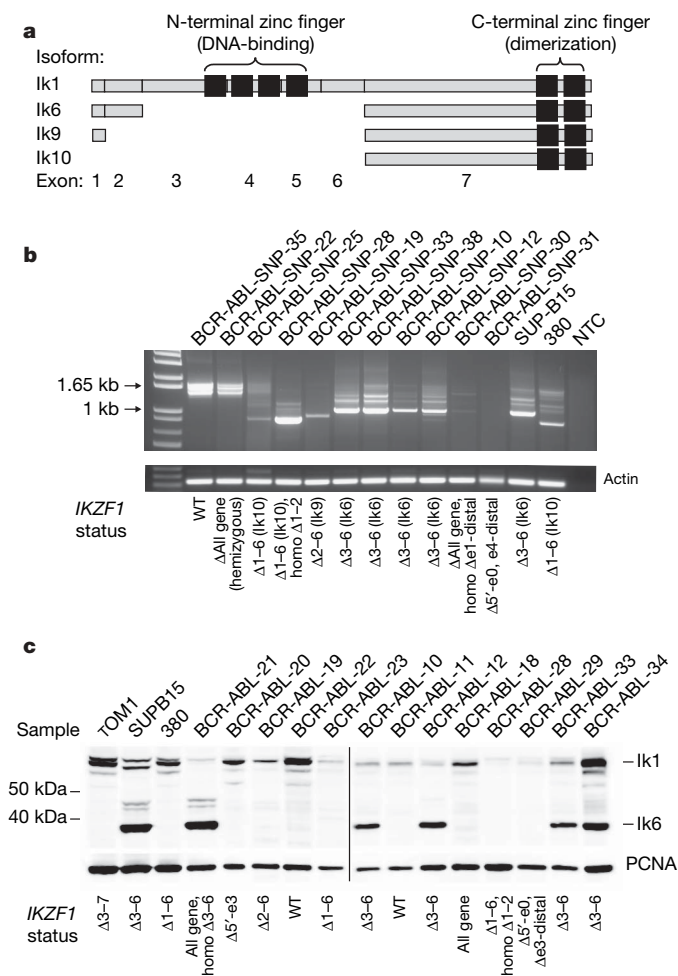 a
N-terminal zinc finger
(DNA-binding)
C-terminal zinc finger
(dimerization)
Isoform:
Ik1
Ik6
Ik9
Ik10
Exon: 1 2 3 4 5 6 7
b
BCR-ABL-SNP-35
BCR-ABL-SNP-22
BCR-ABL-SNP-25
BCR-ABL-SNP-28
BCR-ABL-SNP-19
BCR-ABL-SNP-33
BCR-ABL-SNP-38
BCR-ABL-SNP-10
BCR-ABL-SNP-12
BCR-ABL-SNP-30
BCR-ABL-SNP-31
SUP-B15
380
NTC
1.65 kb
1 kb
Actin
IKZF1
status
WT
ΔAll gene
(hemizygous)
Δ1–6 (Ik10)
Δ1–6 (Ik10),
homo Δ1–2
Δ2–6 (Ik9)
Δ3–6 (Ik6)
Δ3–6 (Ik6)
Δ3–6 (Ik6)
Δ3–6 (Ik6)
ΔAll gene,
homo Δe1-distal
Δ5′-e0, e4-distal
Δ3–6 (Ik6)
Δ1–6 (Ik10)
c
Sample
TOM1
SUPB15
380
BCR-ABL-21
BCR-ABL-20
BCR-ABL-19
BCR-ABL-22
BCR-ABL-23
BCR-ABL-10
BCR-ABL-11
BCR-ABL-12
BCR-ABL-18
BCR-ABL-28
BCR-ABL-29
BCR-ABL-33
BCR-ABL-34
Ik1
50 kDa
40 kDa
Ik6
PCNA
IKZF1
status
Δ3–7
Δ3–6
Δ1–6
All gene,
homo Δ3–6
Δ5′-e3
Δ2–6
WT
Δ1–6
Δ3–6
WT
Δ3–6
All gene
Δ1–6,
homo Δ1–2
Δ5′-e0,
Δe3-distal
Δ3–6
Δ3–6